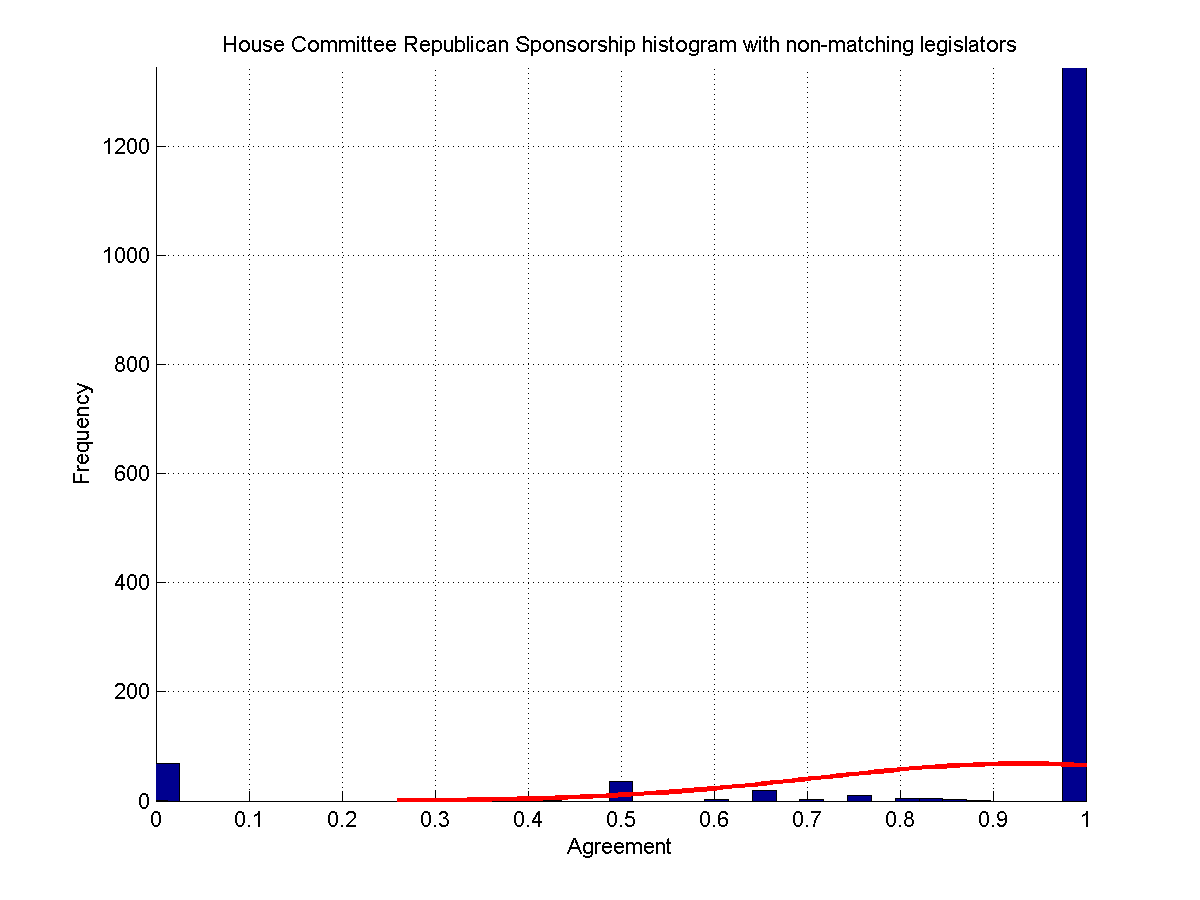 House Committee Republican Sponsorship histogram with non-matching legislators
1200
1000
800
600
400
200
0
Frequency
0 0.1 0.2 0.3 0.4 0.5 0.6 0.7 0.8 0.9 1
Agreement